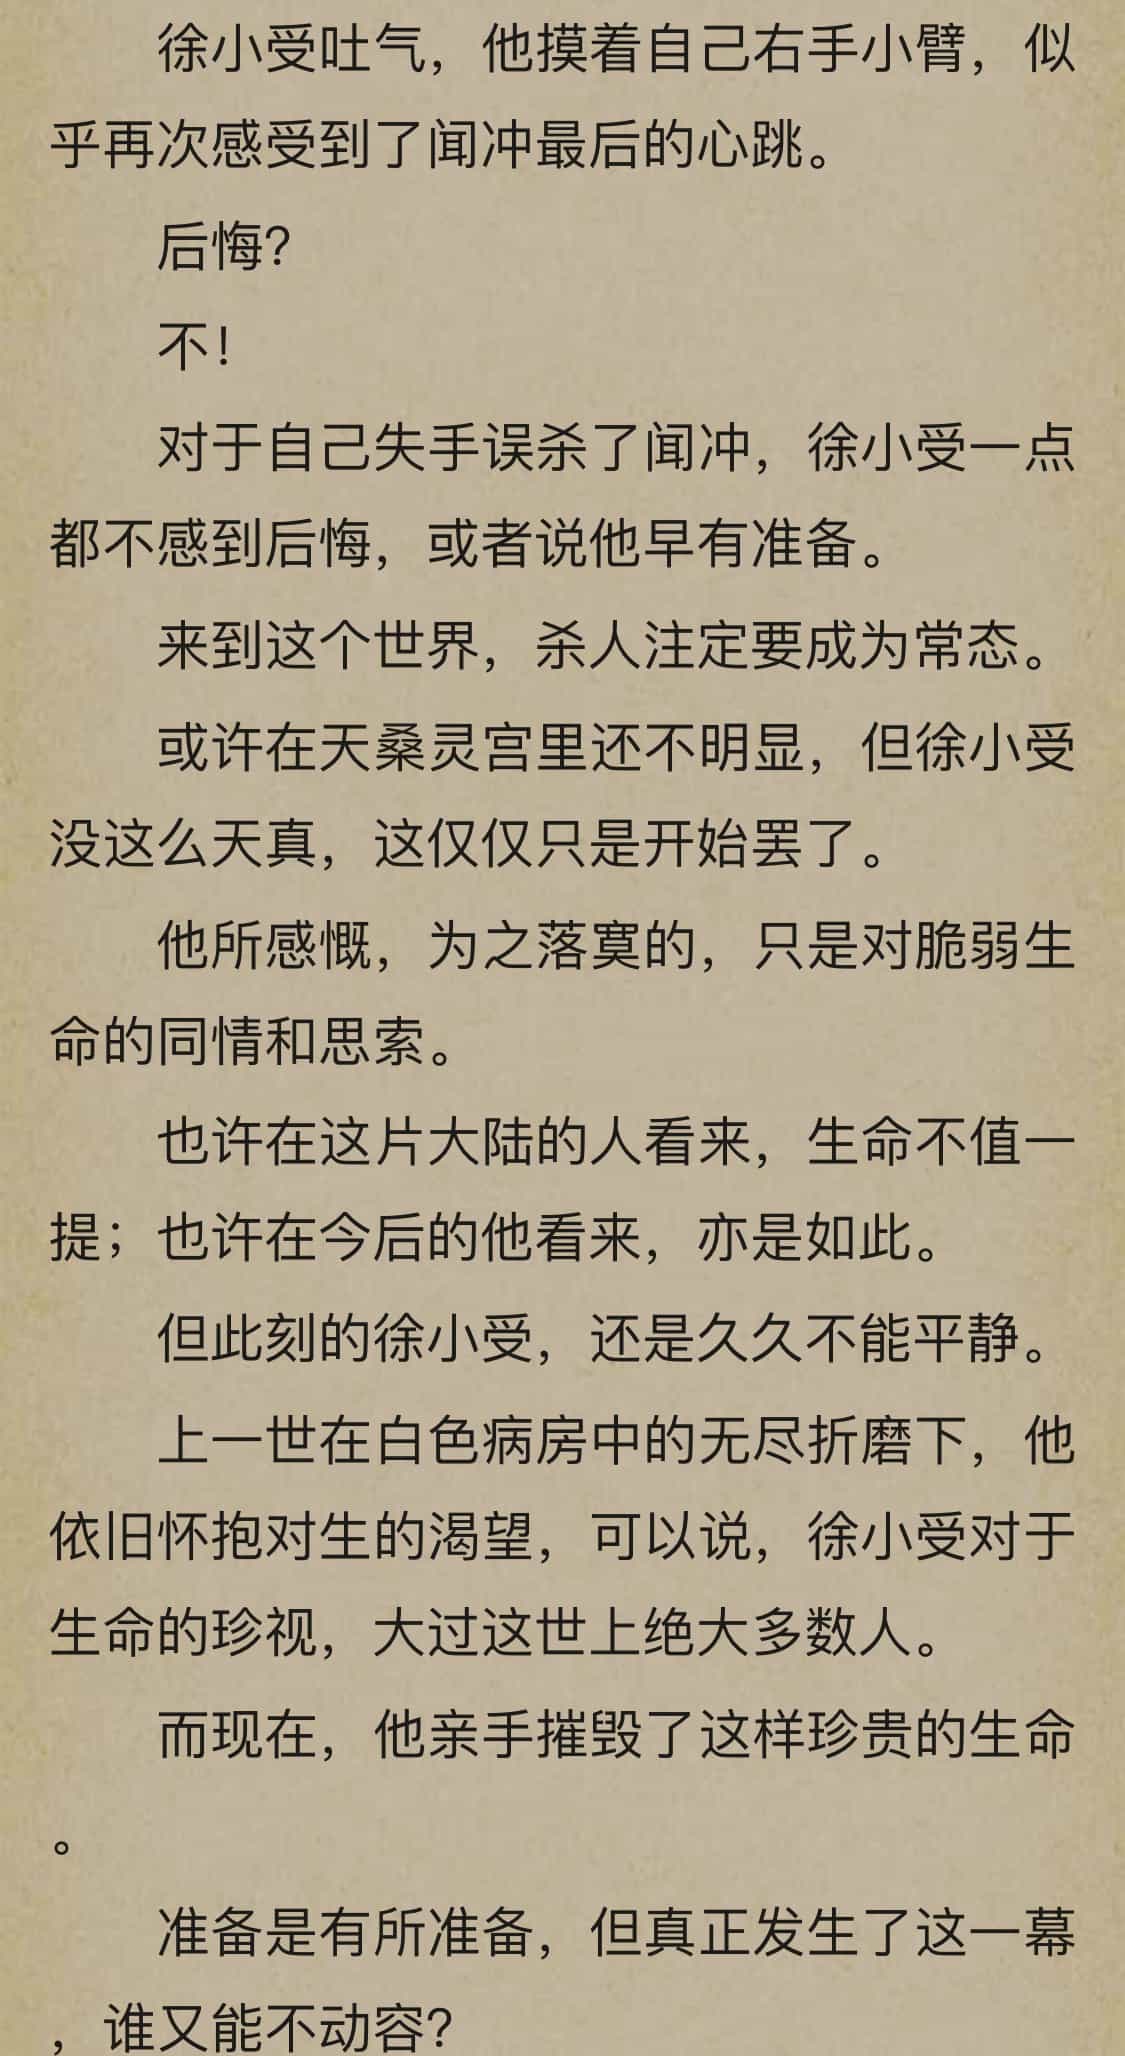 徐小受吐气，他摸着自己右手小臂，似
乎再次感受到了闻冲最后的心跳。
后悔？
不！
对于自己失手误杀了闻冲，徐小受一点
都不感到后悔，或者说他早有准备。
来到这个世界，杀人注定要成为常态。
或许在天桑灵宫里还不明显，但徐小受
没这么天真，这仅仅只是开始罢了。
他所感慨，为之落寞的，只是对脆弱生
命的同情和思索。
也许在这片大陆的人看来，生命不值一
提；也许在今后的他看来，亦是如此。
但此刻的徐小受，还是久久不能平静。
上一世在白色病房中的无尽折磨下，他
依旧怀抱对生的渴望，可以说，徐小受对于
生命的珍视，大过这世上绝大多数人。
而现在，他亲手摧毁了这样珍贵的生命
。
准备是有所准备，但真正发生了这一幕
，谁又能不动容？